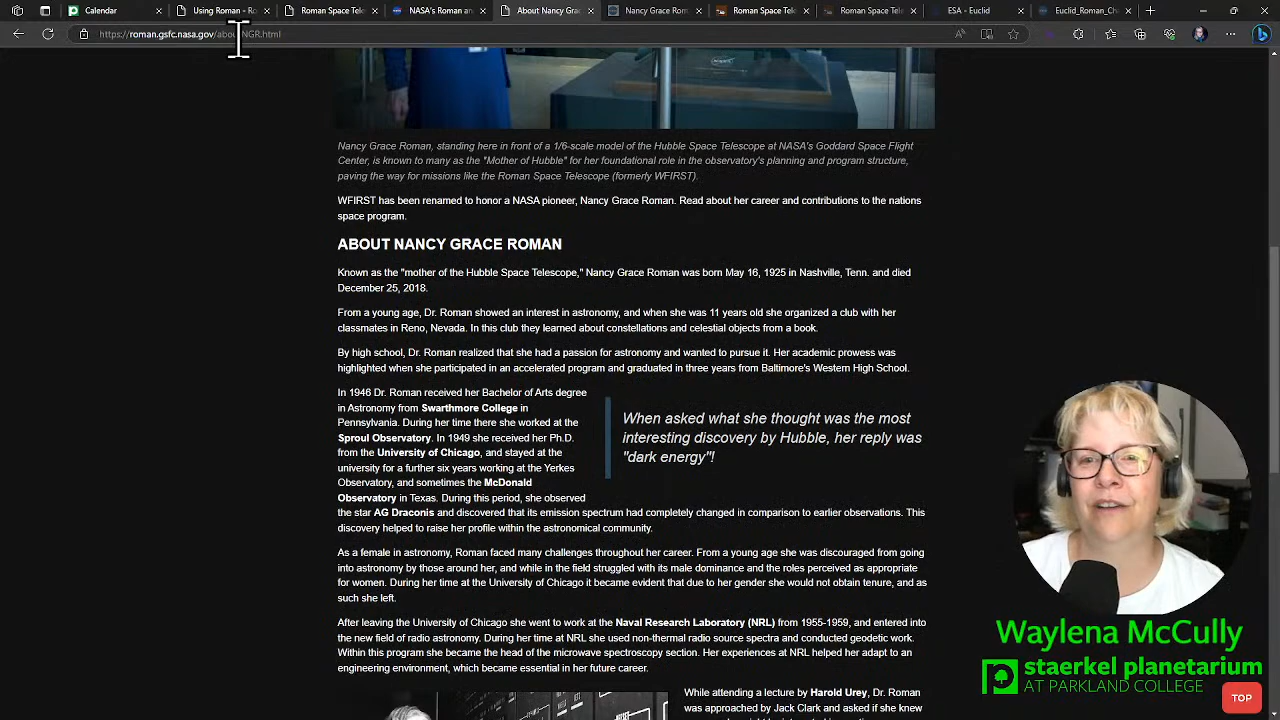 Calendar
Using Roman - Ro
Roman Space Tele
NASA's Roman an
About Nancy Grac
Nancy Grace Rom
Roman Space Tel
Roman Space Tele
ESA - Euclid
Euclid_Roman_Ch
https://roman.gsfc.nasa.gov/about NGR.html
Nancy Grace Roman, standing here in front of a 1/6-scale model of the Hubble Space Telescope at NASA's Goddard Space Flight
Center, is known to many as the "Mother of Hubble" for her foundational role in the observatory's planning and program structure,
paving the way for missions like the Roman Space Telescope (formerly WFIRST).
WFIRST has been renamed to honor a NASA pioneer, Nancy Grace Roman. Read about her career and contributions to the nations
space program.
ABOUT NANCY GRACE ROMAN
Known as the "mother of the Hubble Space Telescope," Nancy Grace Roman was born May 16, 1925 in Nashville, Tenn. and died
December 25, 2018.
From a young age, Dr. Roman showed an interest in astronomy, and when she was 11 years old she organized a club with her
classmates in Reno, Nevada. In this club they learned about constellations and celestial objects from a book.
By high school, Dr. Roman realized that she had a passion for astronomy and wanted to pursue it. Her academic prowess was
highlighted when she participated in an accelerated program and graduated in three years from Baltimore's Western High School.
In 1946 Dr. Roman received her Bachelor of Arts degree
in Astronomy from Swarthmore College in
Pennsylvania. During her time there she worked at the
Sproul Observatory. In 1949 she received her Ph.D.
from the University of Chicago, and stayed at the
university for a further six years working at the Yerkes
Observatory, and sometimes the McDonald
Observatory in Texas. During this period, she observed
the star AG Draconis and discovered that its emission spectrum had completely changed in comparison to earlier observations. This
discovery helped to raise her profile within the astronomical community.
When asked what she thought was the most
interesting discovery by Hubble, her reply was
"dark energy"!
As a female in astronomy, Roman faced many challenges throughout her career. From a young age she was discouraged from going
into astronomy by those around her, and while in the field struggled with its male dominance and the roles perceived as appropriate
for women. During her time at the University of Chicago it became evident that due to her gender she would not obtain tenure, and as
such she left.
After leaving the University of Chicago she went to work at the Naval Research Laboratory (NRL) from 1955-1959, and entered into
the new field of radio astronomy. During her time at NRL she used non-thermal radio source spectra and conducted geodetic work.
Within this program she became the head of the microwave spectroscopy section. Her experiences at NRL helped her adapt to an
engineering environment, which became essential in her future career.
While attending a lecture by Harold Urey, Dr. Roman
was approached by Jack Clark and asked if she knew
Waylena McCully
staerkel planetarium
AT PARKLAND COLLEGE
TOP